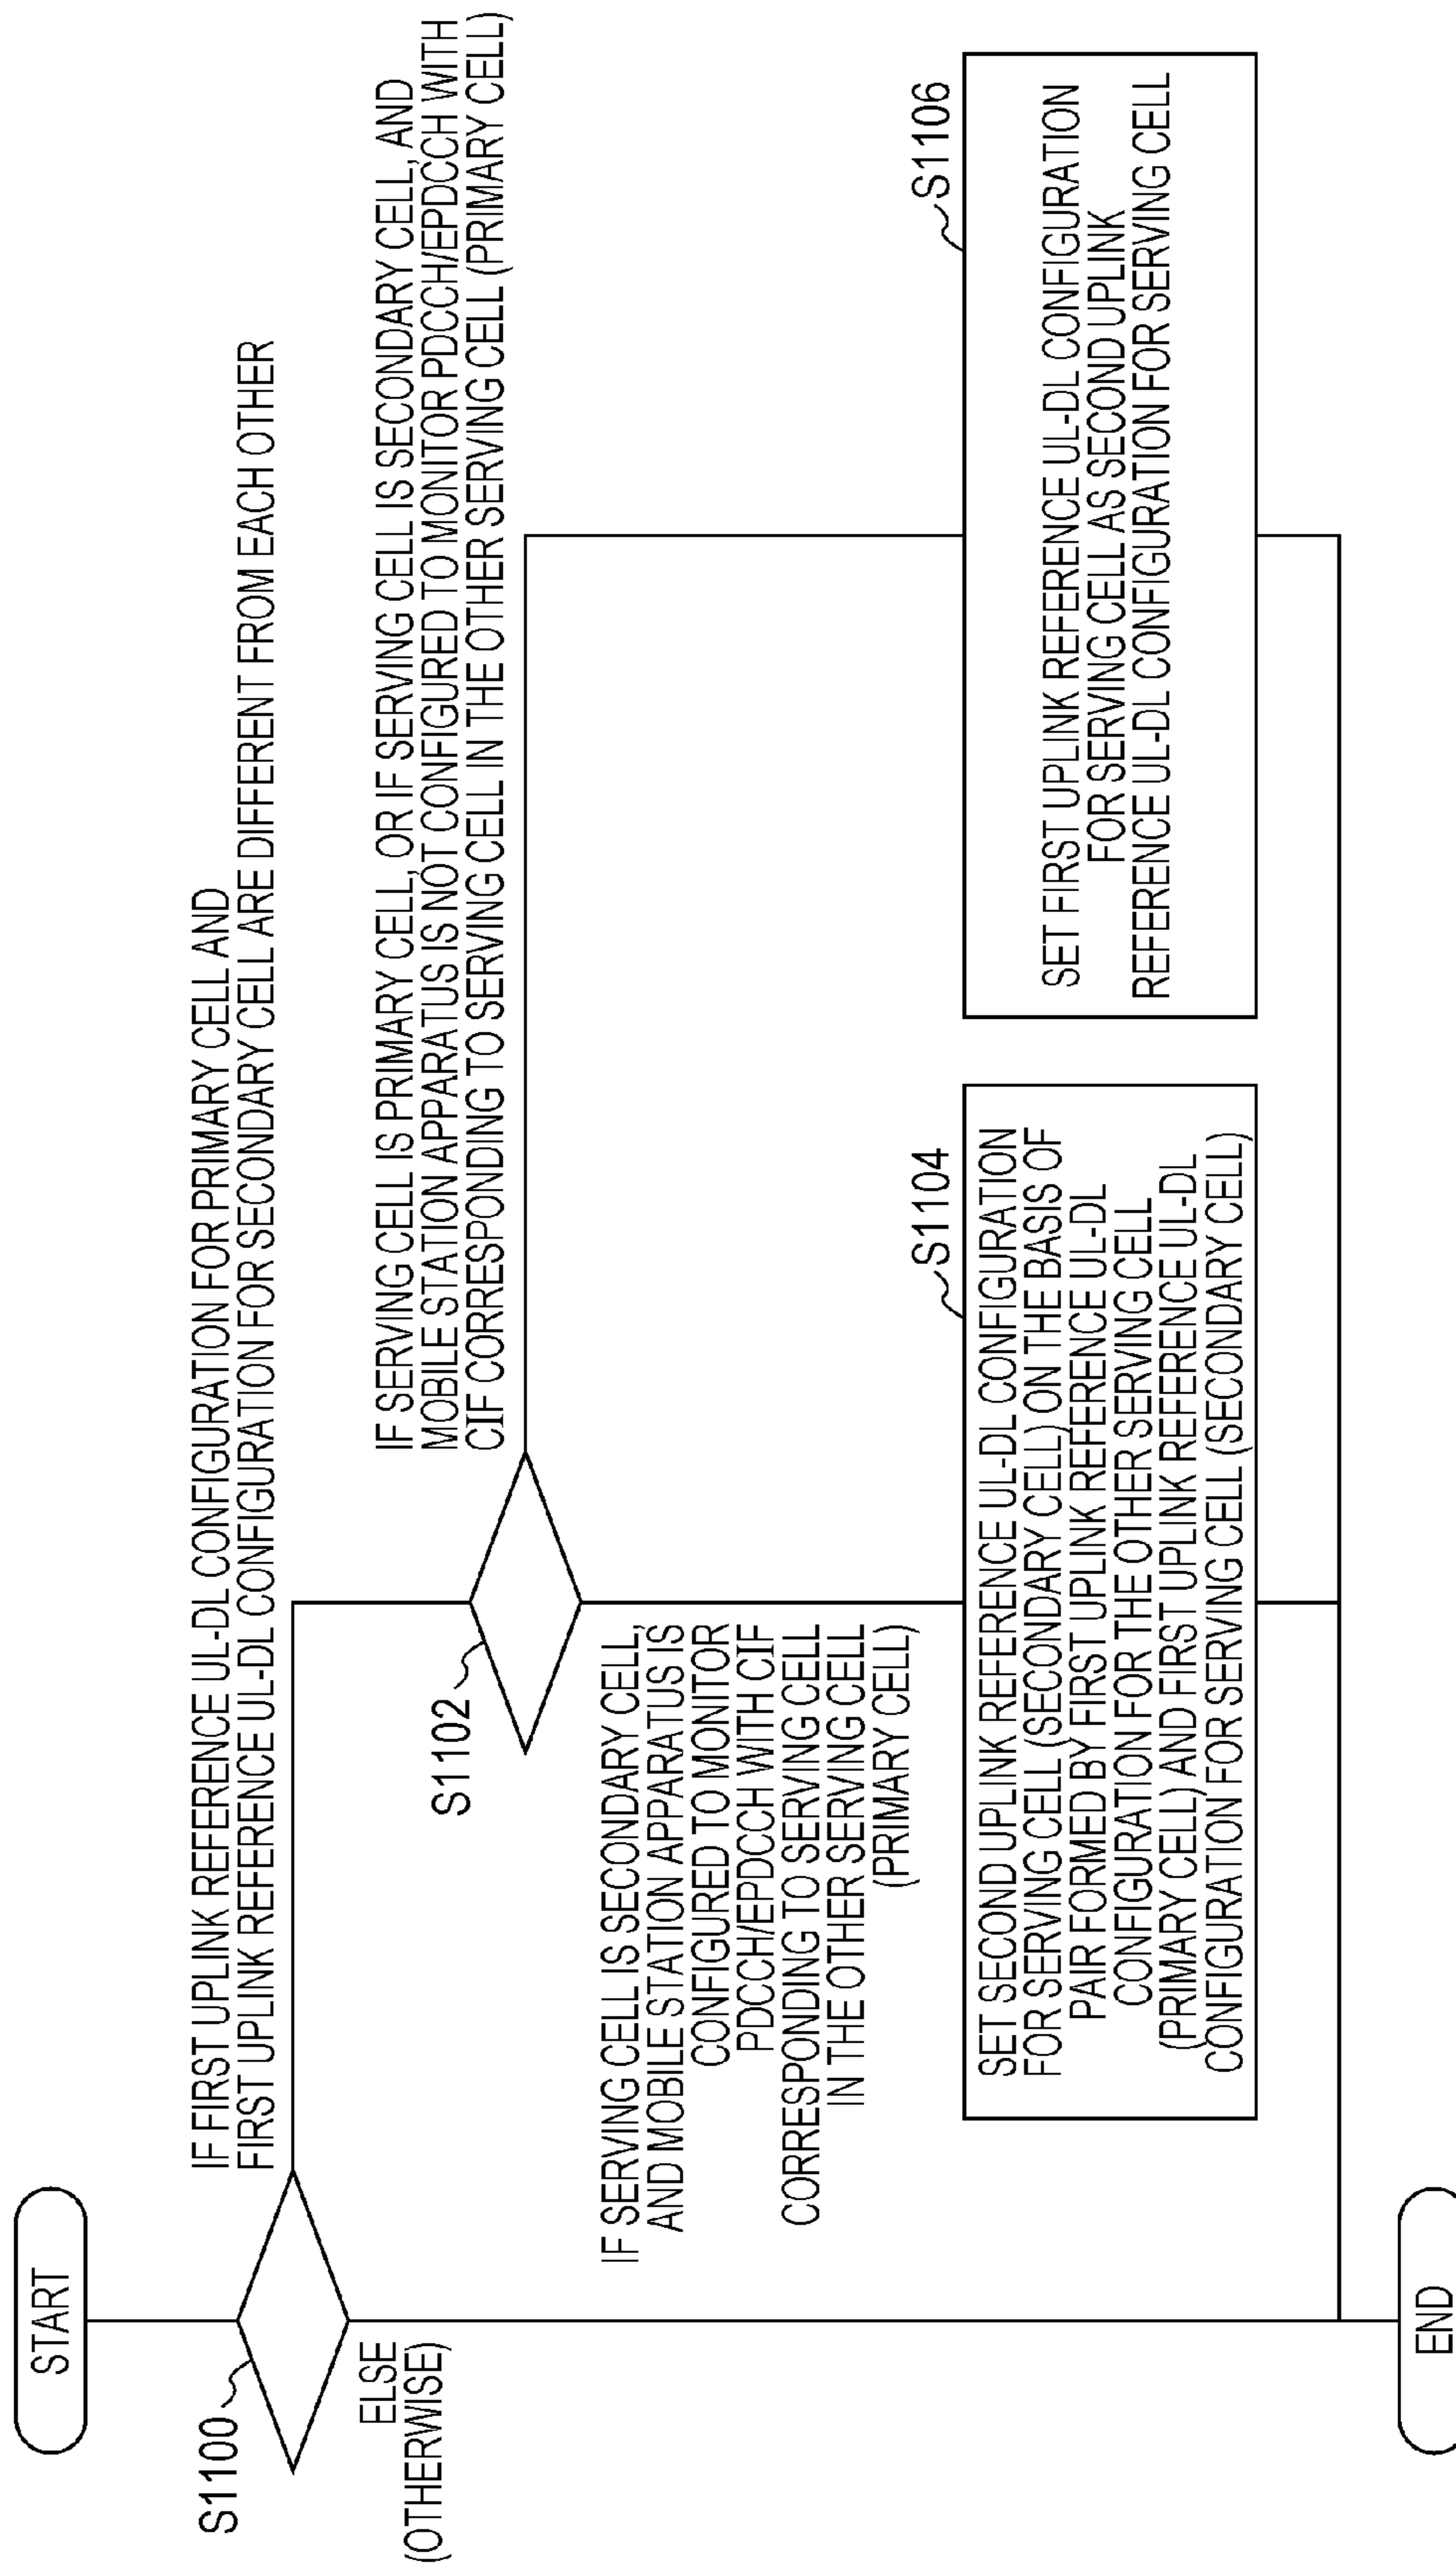 START
S1100
IF FIRST UPLINK REFERENCE UL-DL CONFIGURATION FOR PRIMARY CELL AND
FIRST UPLINK REFERENCE UL-DL CONFIGURATION FOR SECONDARY CELL ARE DIFFERENT FROM EACH OTHER
ELSE
(OTHERWISE)
S1102
IF SERVING CELL IS PRIMARY CELL, OR IF SERVING CELL IS SECONDARY CELL, AND
MOBILE STATION APPARATUS IS NOT CONFIGURED TO MONITOR PDCCH/EPDCCH WITH
CIF CORRESPONDING TO SERVING CELL IN THE OTHER SERVING CELL (PRIMARY CELL)
IF SERVING CELL IS SECONDARY CELL,
AND MOBILE STATION APPARATUS IS
CONFIGURED TO MONITOR
PDCCH/EPDCCH WITH CIF
CORRESPONDING TO SERVING CELL
IN THE OTHER SERVING CELL
(PRIMARY CELL)
S1104
SET SECOND UPLINK REFERENCE UL-DL CONFIGURATION
FOR SERVING CELL (SECONDARY CELL) ON THE BASIS OF
PAIR FORMED BY FIRST UPLINK REFERENCE UL-DL
CONFIGURATION FOR THE OTHER SERVING CELL
(PRIMARY CELL) AND FIRST UPLINK REFERENCE UL-DL
CONFIGURATION FOR SERVING CELL (SECONDARY CELL)
S1106
SET FIRST UPLINK REFERENCE UL-DL CONFIGURATION
FOR SERVING CELL AS SECOND UPLINK
REFERENCE UL-DL CONFIGURATION FOR SERVING CELL
END